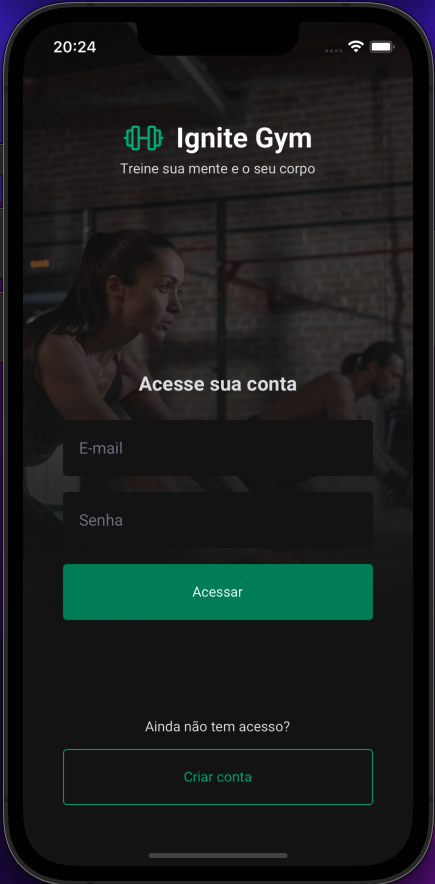 20:24
Ignite Gym
Treine sua mente e o seu corpo
Acesse sua conta
E-mail
Senha
Acessar
Ainda não tem acesso?
Criar conta